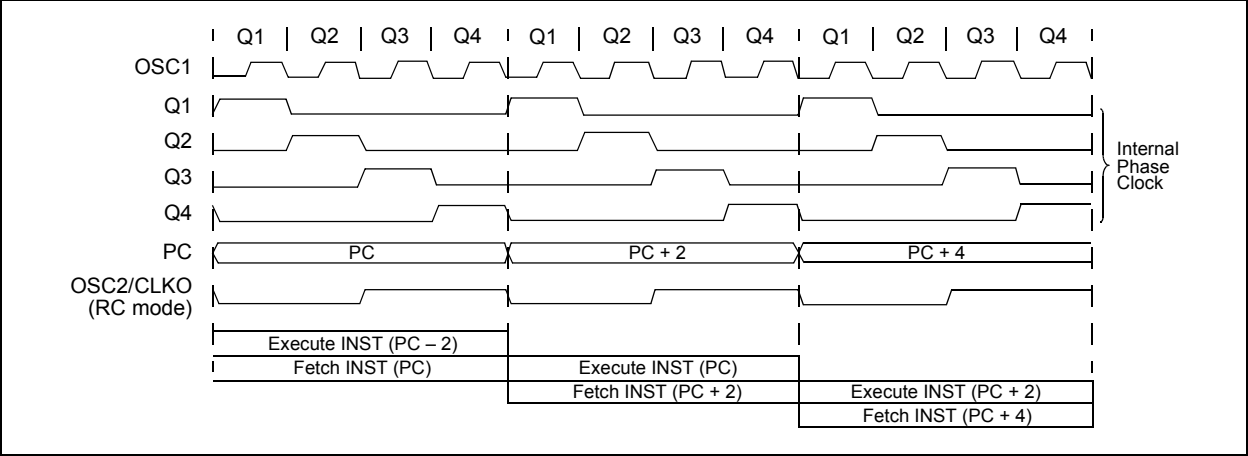 Q1 Q2 Q3 Q4 Q1 Q2 Q3 Q4 Q1 Q2 Q3 Q4
OSC1
Q1
Q2
Q3
Q4
Internal
Phase
Clock
PC PC PC + 2 PC + 4
OSC2/CLKO
(RC mode)
Execute INST (PC – 2)
Fetch INST (PC) Execute INST (PC)
Fetch INST (PC + 2) Execute INST (PC + 2)
Fetch INST (PC + 4)